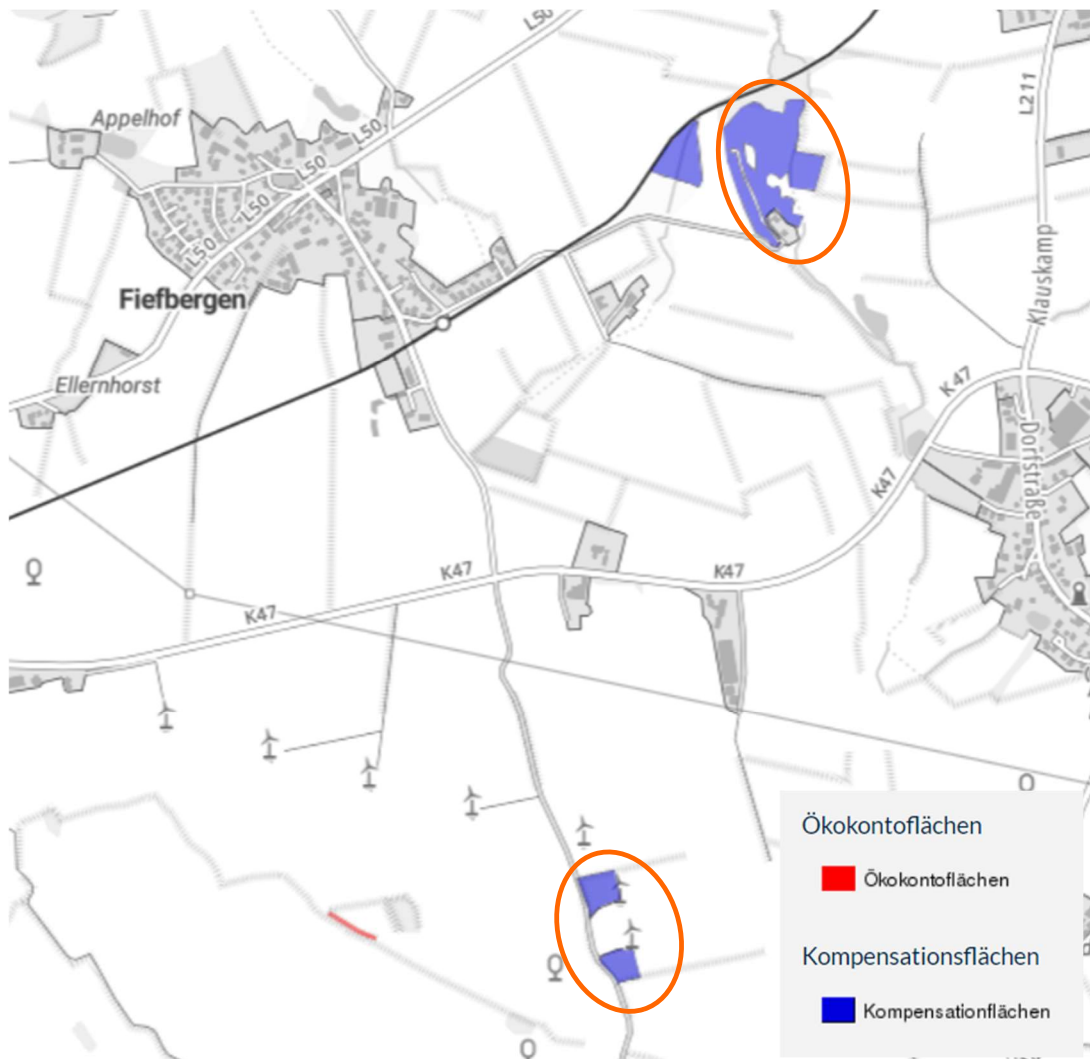 L50
L50
L50
L50
L50
Appelhof
Fiefbergen
Ellernhorst
L211
Klauskamp
K47
K47
Dorfstraße
K47
K47
K47
Ökokontoflächen
Ökokontoflächen
Kompensationsflächen
Kompensationflächen